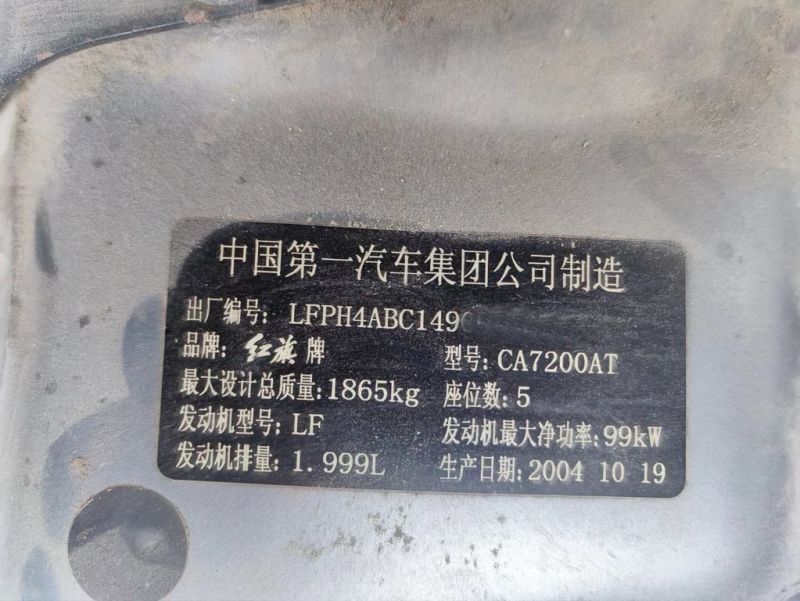 中国第一汽车集团公司制造
出厂编号: LFPH4ABC149
品牌: 红旗牌 型号: CA7200AT
最大设计总质量: 1865kg 座位数: 5
发动机型号: LF 发动机最大净功率: 99kW
发动机排量: 1.999L 生产日期: 2004 10 19